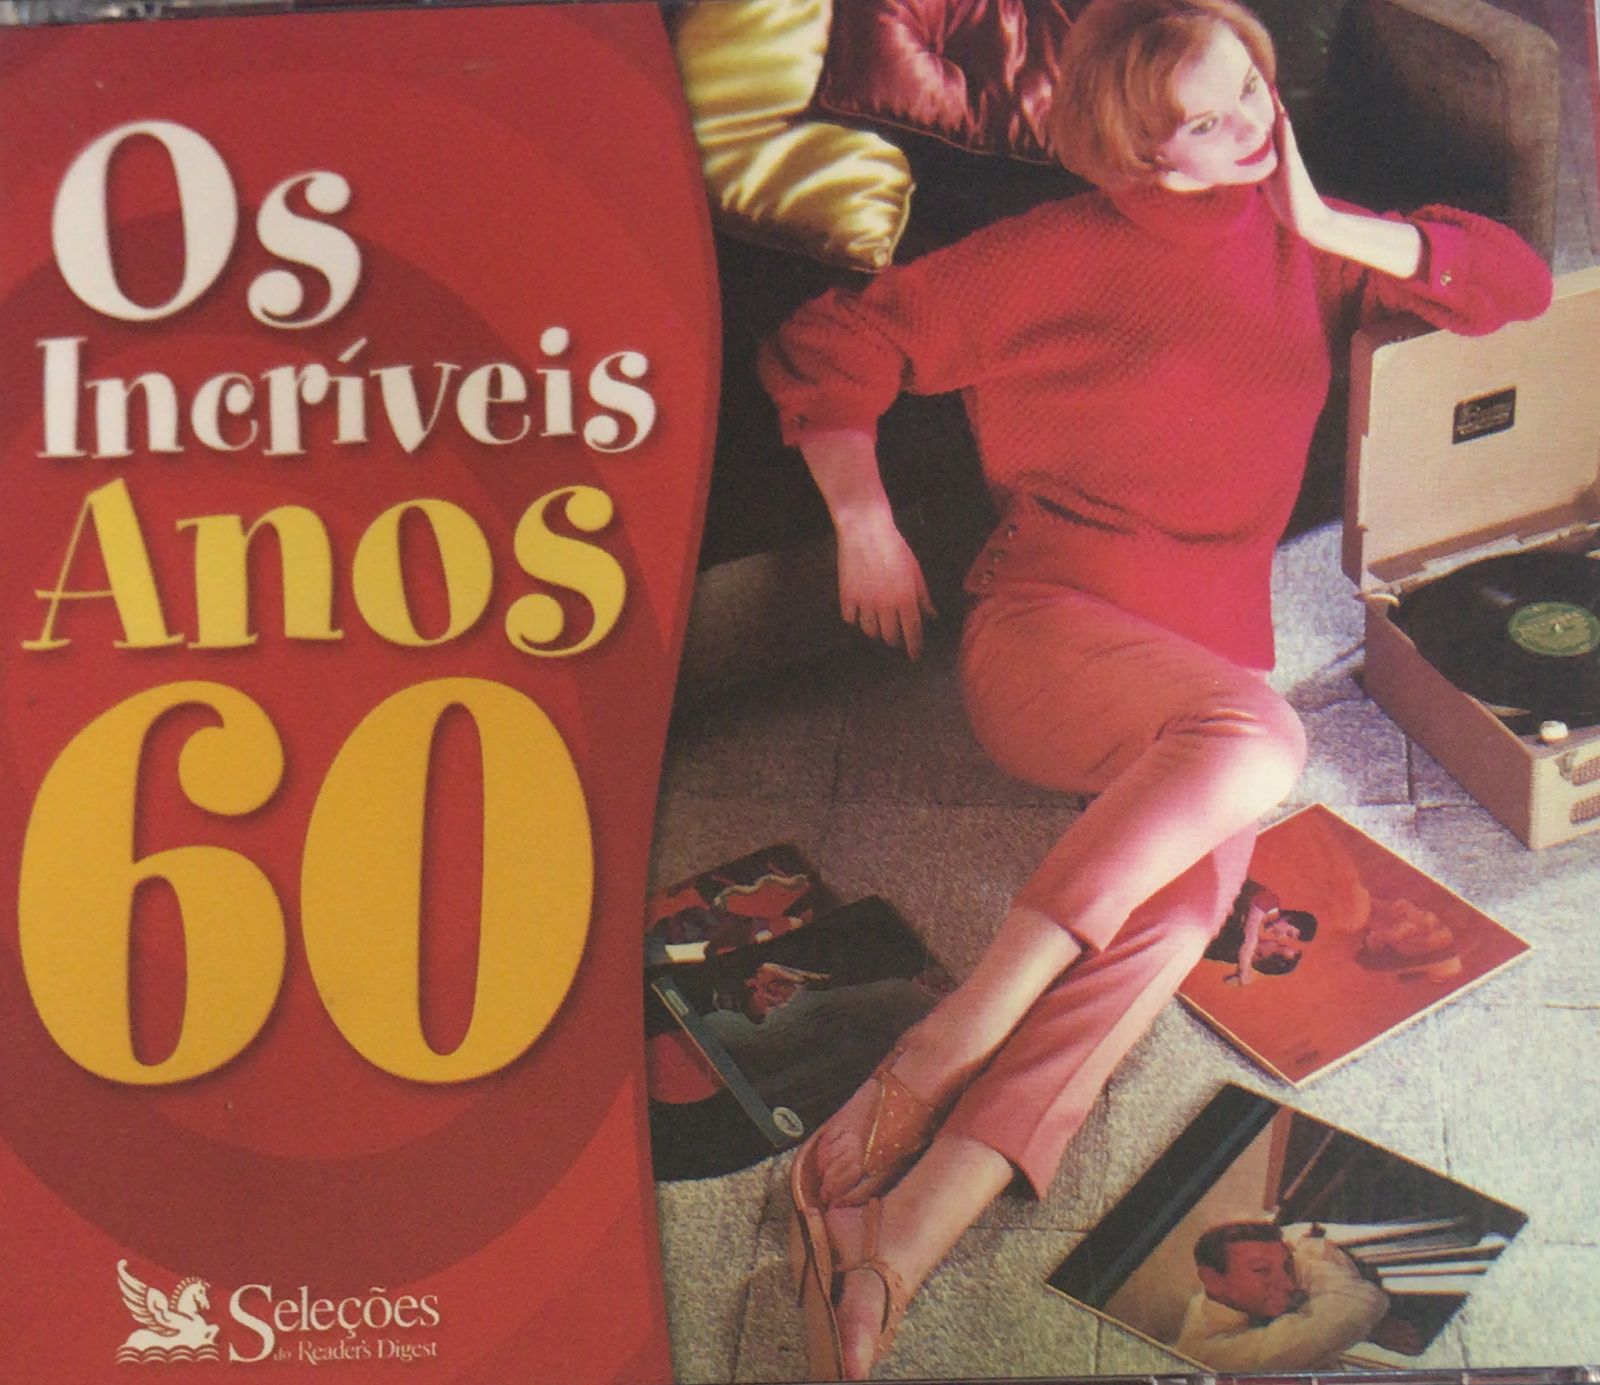 Os
Incríveis
Anos
60
Seleções
do Reader's Digest